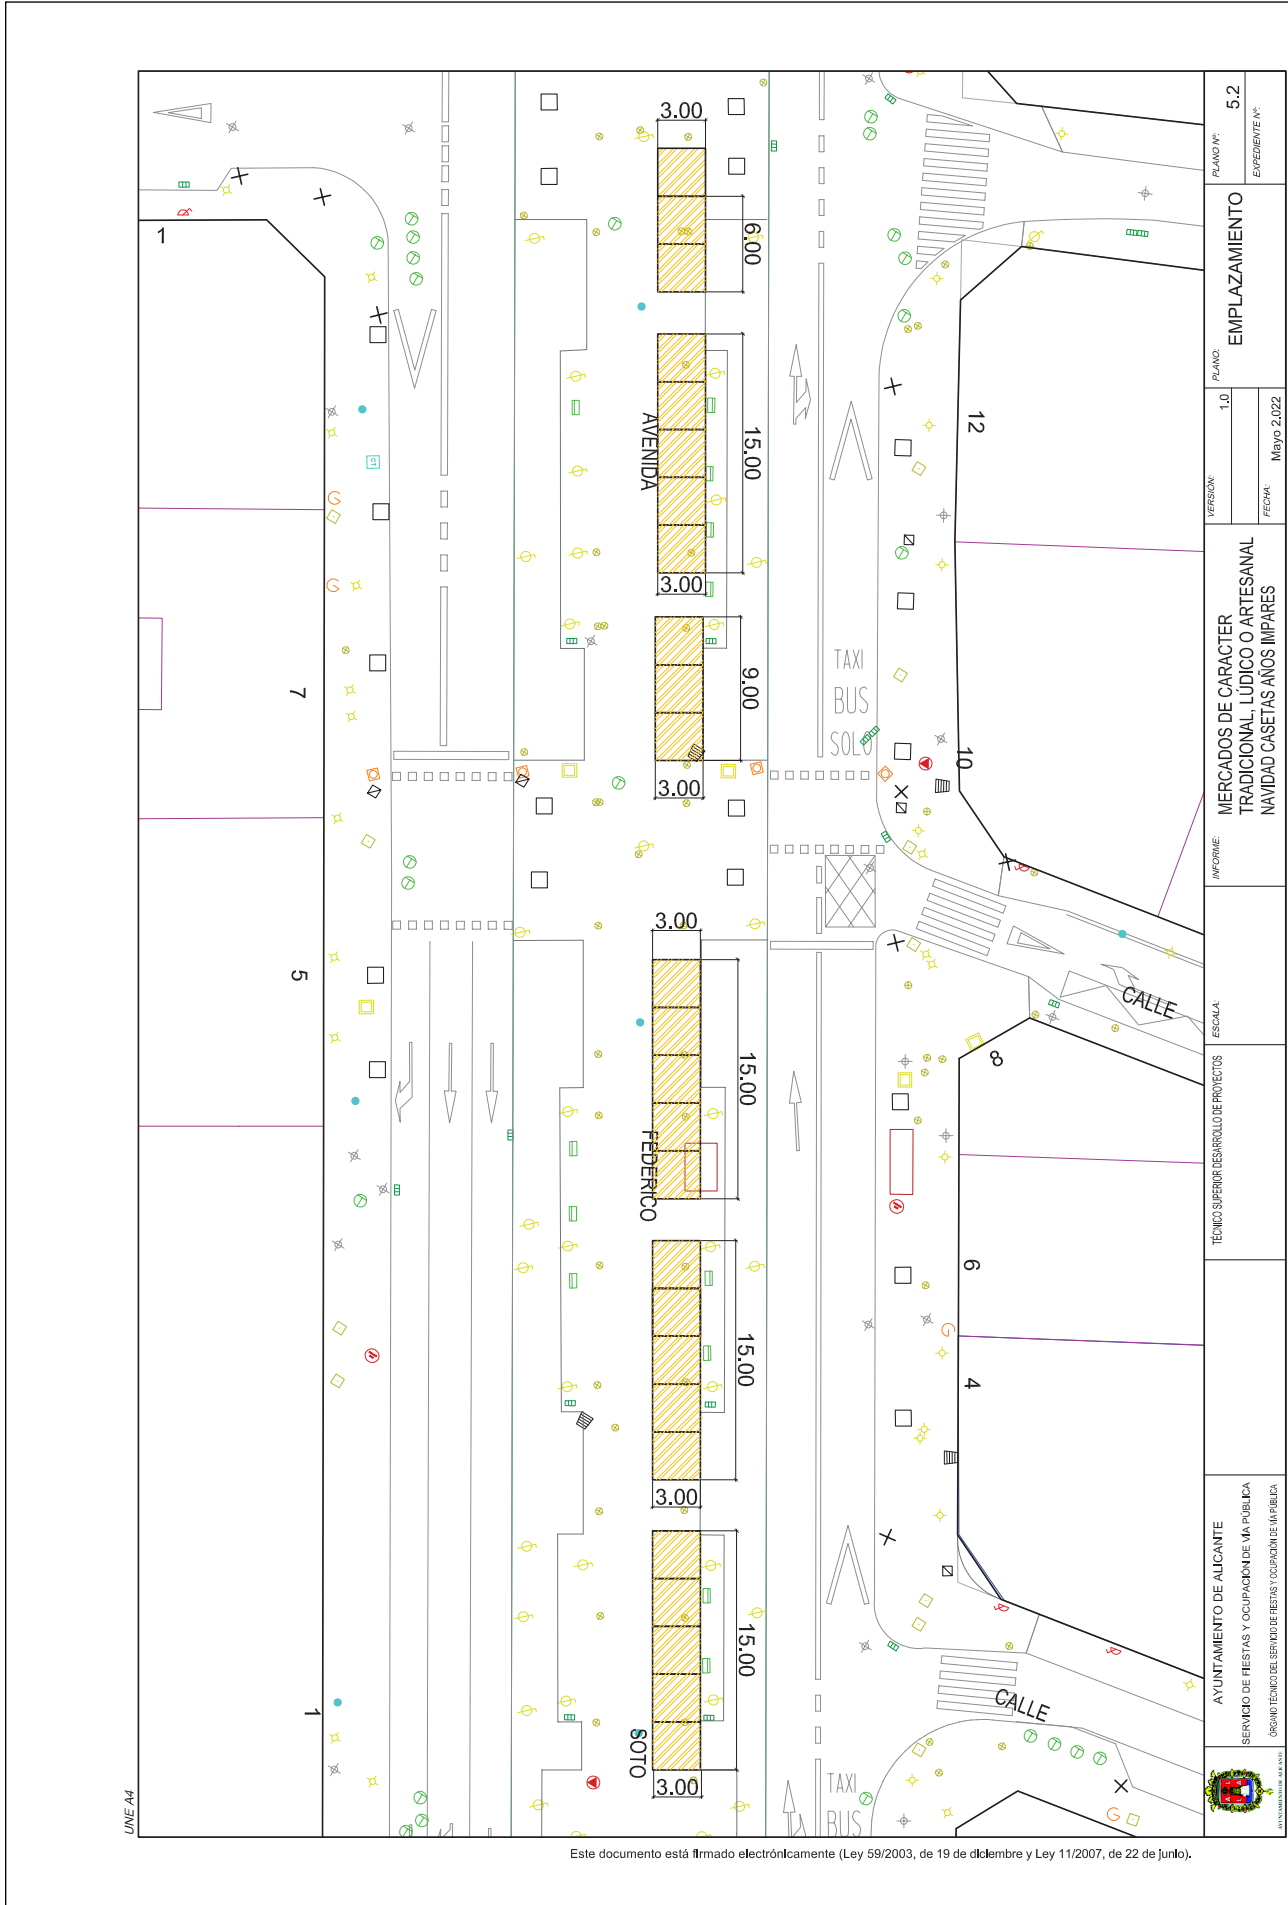 3.00
6.00
15.00
3.00
9.00
3.00
3.00
15.00
15.00
3.00
15.00
3.00
AVENIDA
FEDERICO
SOTO
TAXI
BUS
SOLO
TAXI
BUS
CALLE
CALLE
1
7
5
1
12
10
8
6
4
CT
G
G
G
G
UNE A4
AYUNTAMIENTO DE ALICANTE
SERVICIO DE FIESTAS Y OCUPACIÓN DE VÍA PÚBLICA
ÓRGANO TÉCNICO DEL SERVICIO DE FIESTAS Y OCUPACIÓN DE VÍA PÚBLICA
AYUNTAMIENTO DE ALICANTE
TÉCNICO SUPERIOR DESARROLLO DE PROYECTOS
ESCALA:
INFORME:
MERCADOS DE CARACTER
TRADICIONAL, LÚDICO O ARTESANAL
NAVIDAD CASETAS AÑOS IMPARES
VERSIÓN:
1.0
FECHA:
Mayo 2.022
PLANO:
EMPLAZAMIENTO
PLANO Nº:
5.2
EXPEDIENTE Nº:
Este documento está firmado electrónicamente (Ley 59/2003, de 19 de diciembre y Ley 11/2007, de 22 de junio).